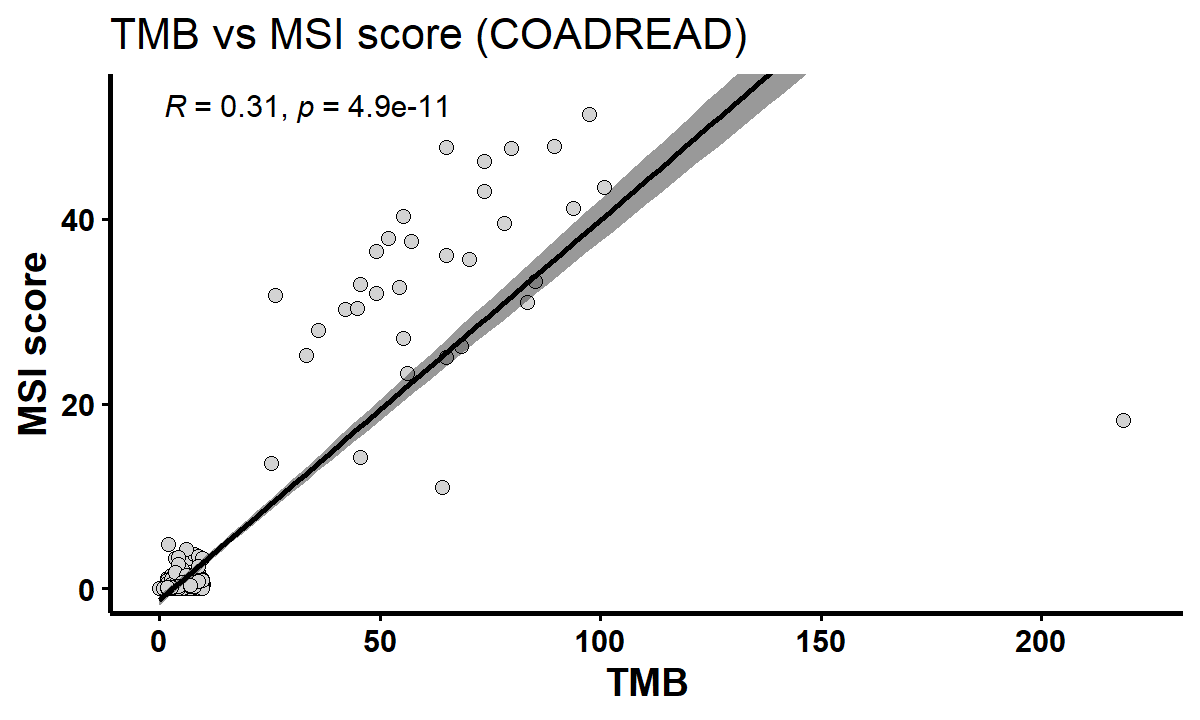 TMB vs MSI score (COADREAD)
R = 0.31, p = 4.9e-11
MSI score
40
20
0
0 50 100 150 200
TMB